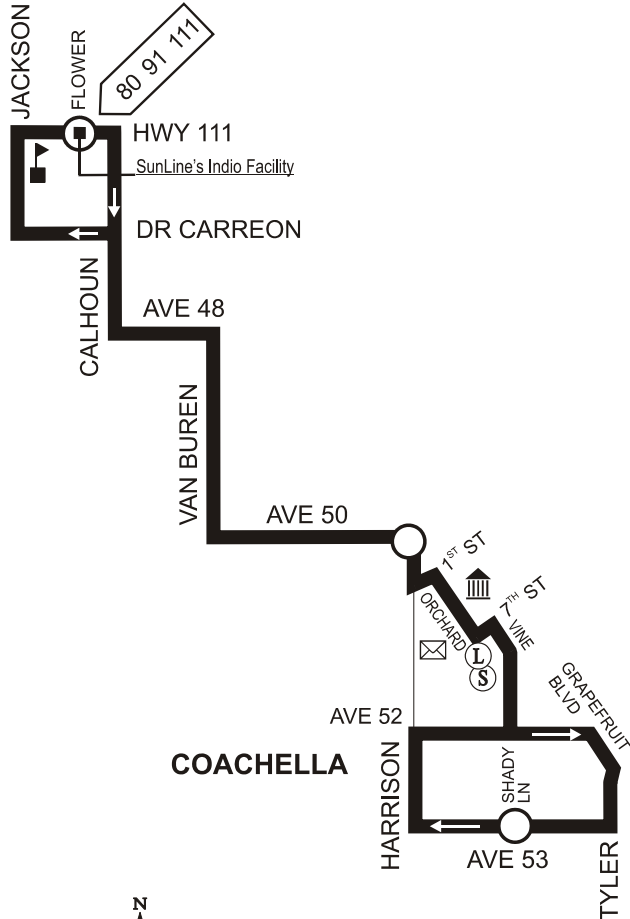 JACKSON
FLOWER
80 91 111
HWY 111
SunLine's Indio Facility
DR CARREON
CALHOUN
AVE 48
VAN BUREN
AVE 50
1ST ST
7TH ST
ORCHARD
VINE
L
S
GRAPEFRUIT
BLVD
AVE 52
COACHELLA
HARRISON
SHADY
LN
AVE 53
TYLER
N